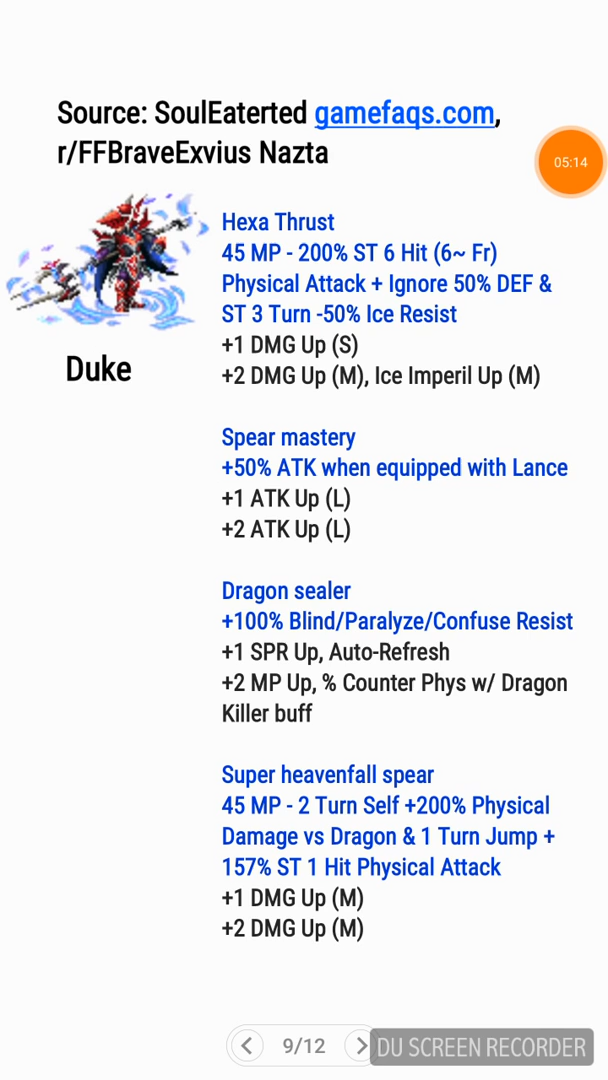 Source: SoulEaterted gamefaqs.com,
r/FFBraveExvius Nazta
05:14
Hexa Thrust
45 MP - 200% ST 6 Hit (6~ Fr)
Physical Attack + Ignore 50% DEF &
ST 3 Turn -50% Ice Resist
+1 DMG Up (S)
+2 DMG Up (M), Ice Imperil Up (M)
Duke
Spear mastery
+50% ATK when equipped with Lance
+1 ATK Up (L)
+2 ATK Up (L)
Dragon sealer
+100% Blind/Paralyze/Confuse Resist
+1 SPR Up, Auto-Refresh
+2 MP Up, % Counter Phys w/ Dragon
Killer buff
Super heavenfall spear
45 MP - 2 Turn Self +200% Physical
Damage vs Dragon & 1 Turn Jump +
157% ST 1 Hit Physical Attack
+1 DMG Up (M)
+2 DMG Up (M)
9/12
DU SCREEN RECORDER